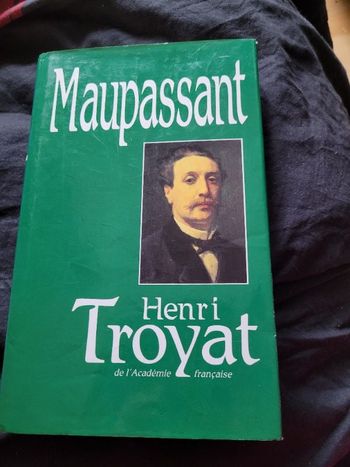 Maupassant
Henri
Troyat
de l'Académie française